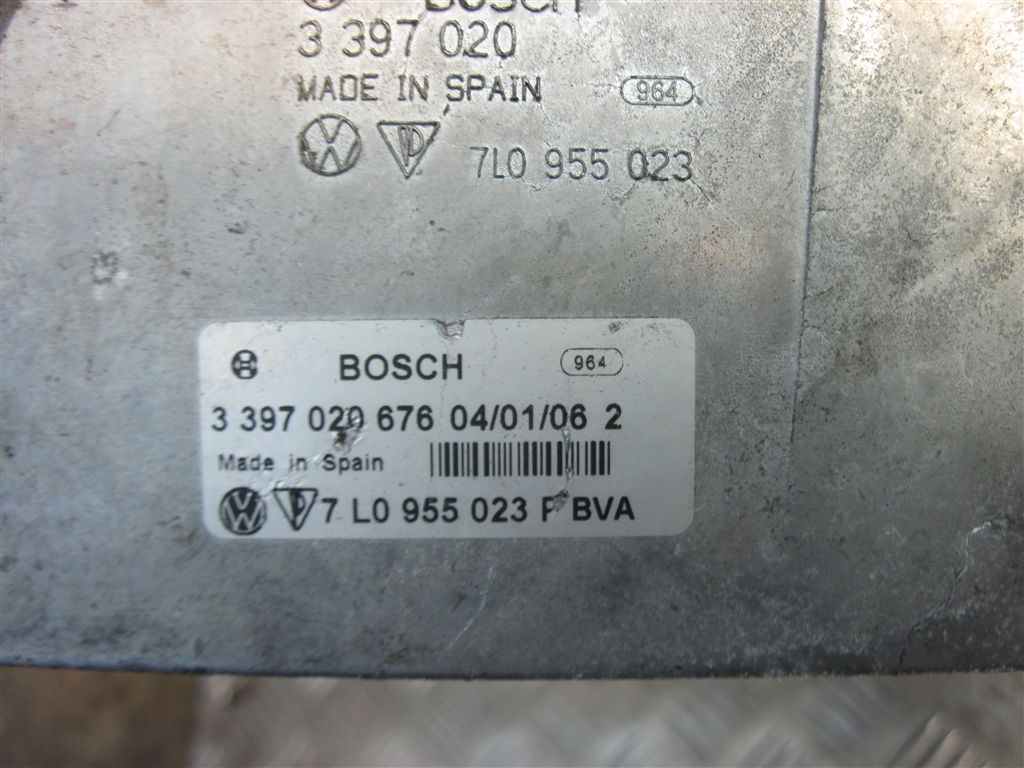 BOSCH
3 397 020
MADE IN SPAIN 964
7L0 955 023
BOSCH 964
3 397 020 676 04/01/06 2
Made in Spain
7 L0 955 023 BVA